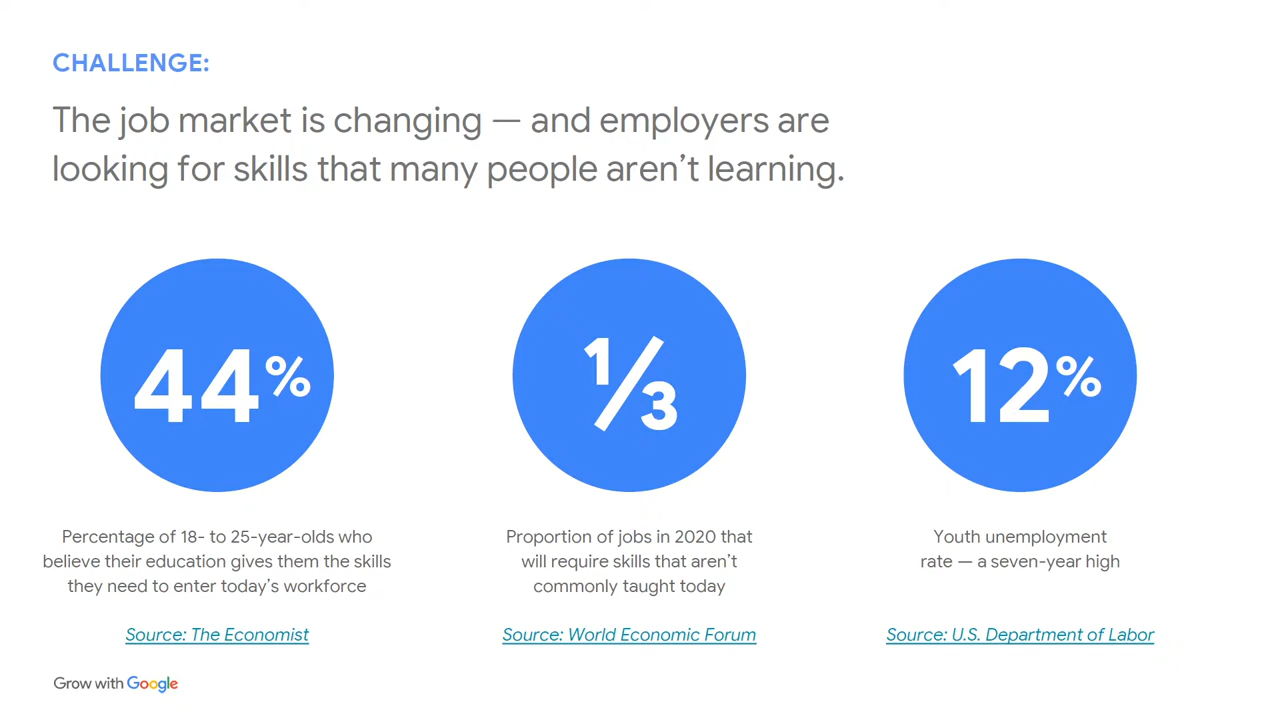 CHALLENGE:
The job market is changing — and employers are
looking for skills that many people aren’t learning.
44%
⅓
12%
Percentage of 18- to 25-year-olds who
believe their education gives them the skills
they need to enter today’s workforce
Source: The Economist
Proportion of jobs in 2020 that
will require skills that aren’t
commonly taught today
Source: World Economic Forum
Youth unemployment
rate — a seven-year high
Source: U.S. Department of Labor
Grow with Google